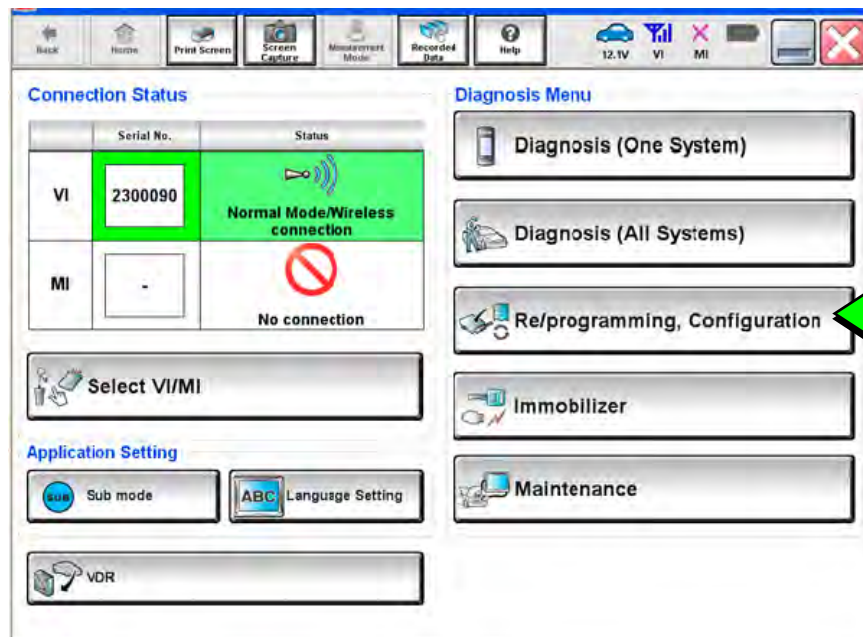 Back
Home
Print Screen
Screen
Capture
Measurement
Mode
Recorded
Data
Help
12.1V
VI
MI
Connection Status
Serial No.
Status
VI
2300090
Normal Mode/Wireless
connection
MI
-
No connection
Select VI/MI
Application Setting
SUB
Sub mode
ABC
Language Setting
VDR
Diagnosis Menu
Diagnosis (One System)
Diagnosis (All Systems)
Re/programming, Configuration
Immobilizer
Maintenance